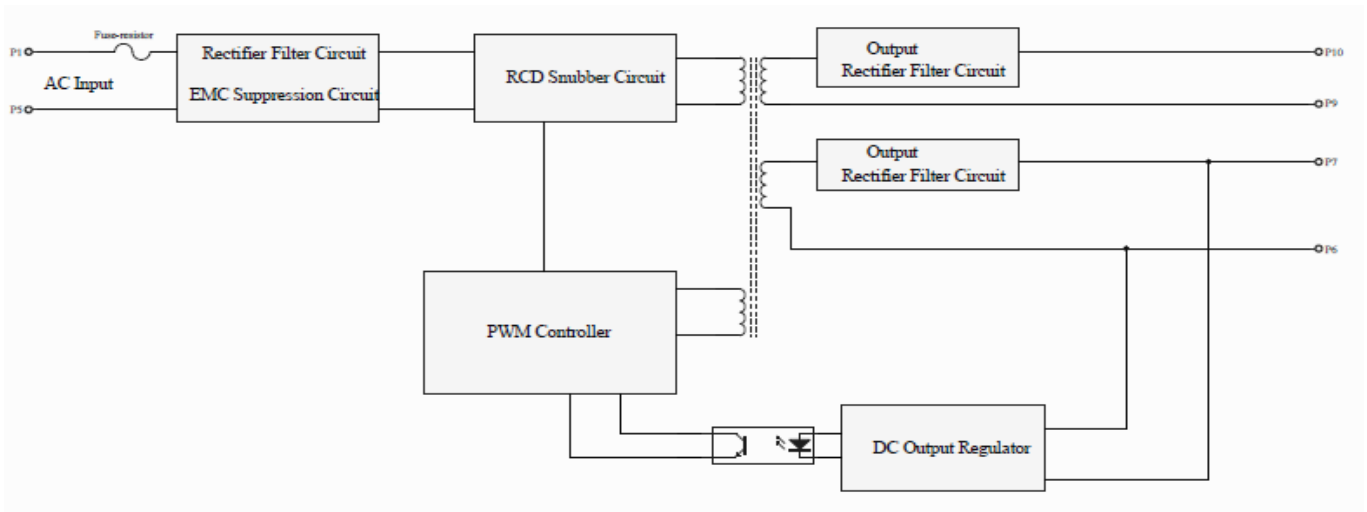 Fuse-resistor
P1
AC Input
P5
Rectifier Filter Circuit
EMC Suppression Circuit
RCD Snubber Circuit
Output
Rectifier Filter Circuit
P10
P9
Output
Rectifier Filter Circuit
P7
P6
PWM Controller
DC Output Regulator